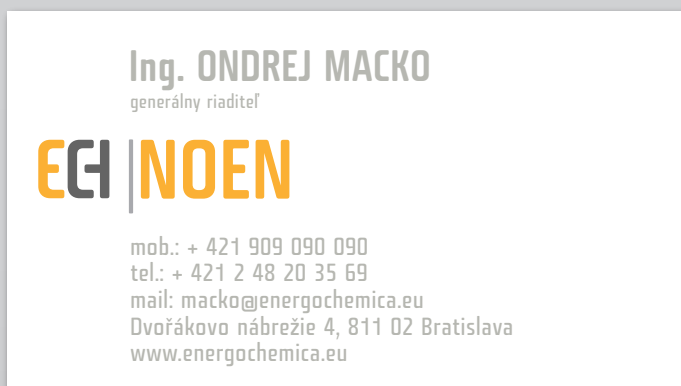 Ing. ONDREJ MACKO
generálny riaditeľ
ECH NOEN
mob.: + 421 909 090 090
tel.: + 421 2 48 20 35 69
mail: macko@energochemica.eu
Dvořákovo nábrežie 4, 811 02 Bratislava
www.energochemica.eu